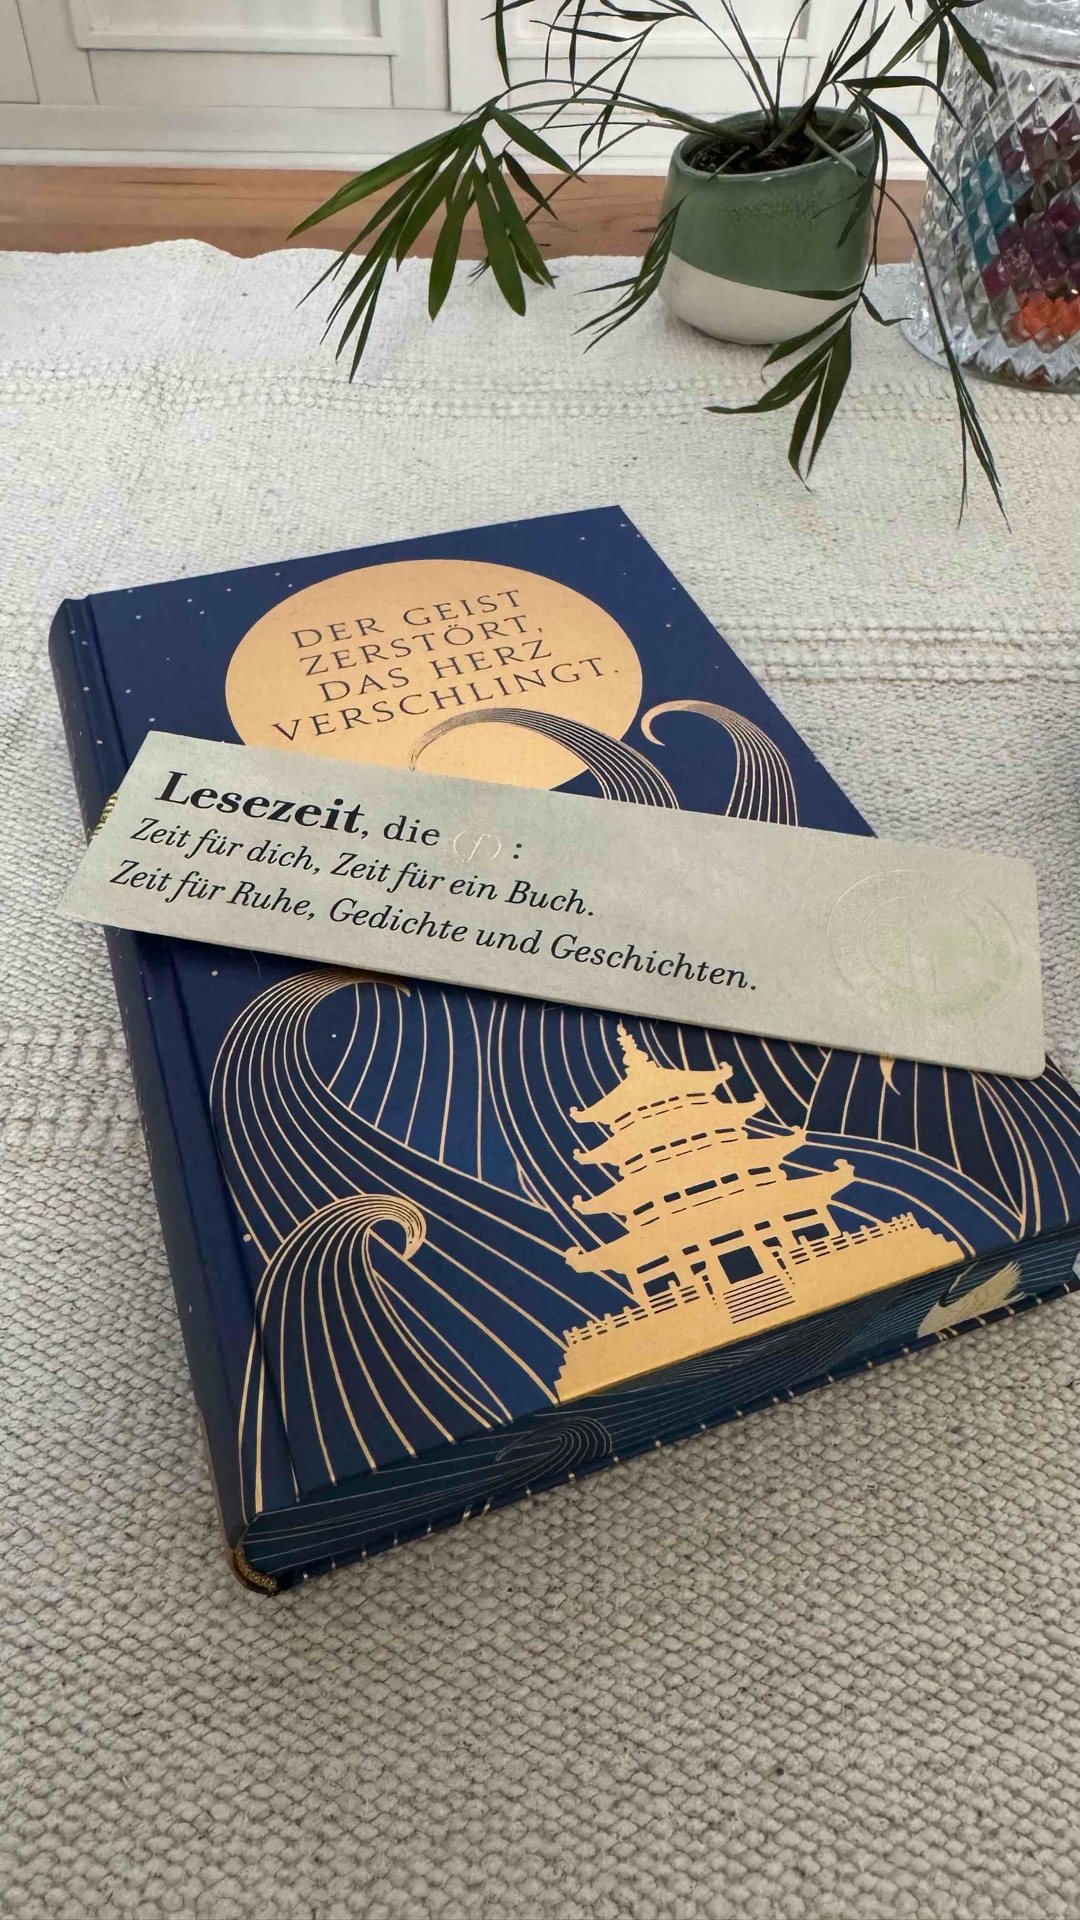 DER GEIST
ZERSTÖRT,
DAS HERZ
VERSCHLINGT.
Lesezeit, die (f) :
Zeit für dich, Zeit für ein Buch.
Zeit für Ruhe, Gedichte und Geschichten.